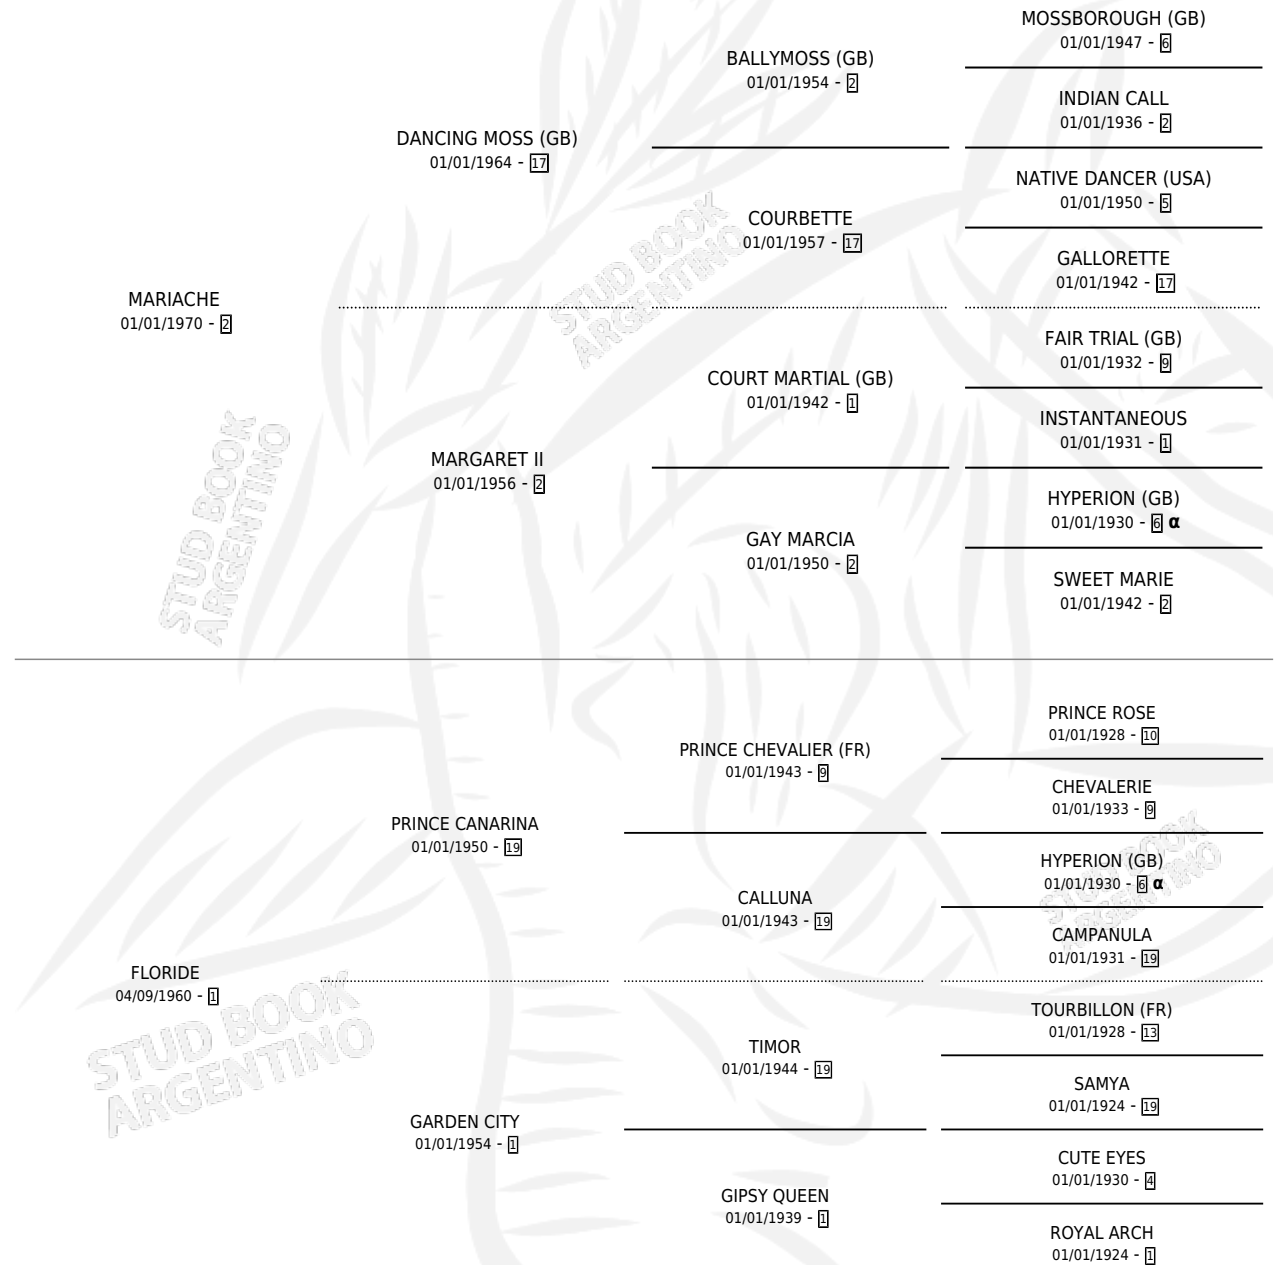 MOSSBOROUGH (GB)
01/01/1947 - 6
BALLYMOSS (GB)
01/01/1954 - 2
INDIAN CALL
01/01/1936 - 2
DANCING MOSS (GB)
01/01/1964 - 17
NATIVE DANCER (USA)
01/01/1950 - 5
COURBETTE
01/01/1957 - 17
GALLORETTE
01/01/1942 - 17
MARIACHE
01/01/1970 - 2
FAIR TRIAL (GB)
01/01/1932 - 9
COURT MARTIAL (GB)
01/01/1942 - 1
INSTANTANEOUS
01/01/1931 - 1
MARGARET II
01/01/1956 - 2
HYPERION (GB)
01/01/1930 - 6 α
GAY MARCIA
01/01/1950 - 2
SWEET MARIE
01/01/1942 - 2
PRINCE ROSE
01/01/1928 - 10
PRINCE CHEVALIER (FR)
01/01/1943 - 9
CHEVALERIE
01/01/1933 - 9
PRINCE CANARINA
01/01/1950 - 19
HYPERION (GB)
01/01/1930 - 6 α
CALLUNA
01/01/1943 - 19
CAMPANULA
01/01/1931 - 19
FLORIDE
04/09/1960 - 1
TOURBILLON (FR)
01/01/1928 - 13
TIMOR
01/01/1944 - 19
SAMYA
01/01/1924 - 19
GARDEN CITY
01/01/1954 - 1
CUTE EYES
01/01/1930 - 4
GIPSY QUEEN
01/01/1939 - 1
ROYAL ARCH
01/01/1924 - 1
STUD BOOK
ARGENTINO
STUD BOOK
ARGENTINO
STUD BOOK
ARGENTINO
STUD BOOK
ARGENTINO